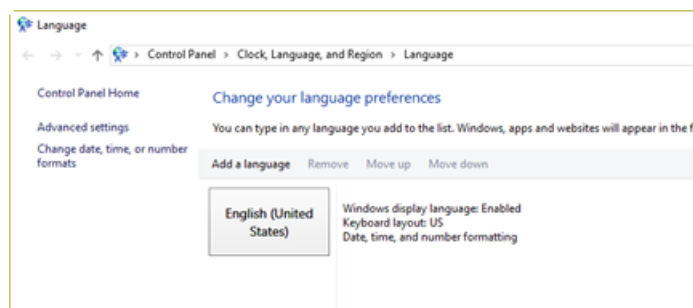 Language
Control Panel > Clock, Language, and Region > Language
Control Panel Home
Advanced settings
Change date, time, or number
formats
Change your language preferences
You can type in any language you add to the list. Windows, apps and websites will appear in the
Add a language Remove Move up Move down
English (United
States)
Windows display language: Enabled
Keyboard layout: US
Date, time, and number formatting